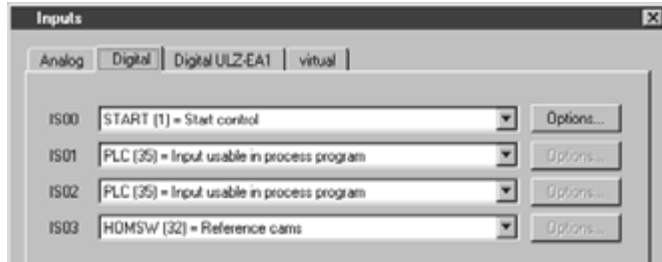 Inputs
Analog Digital Digital ULZ-EA1 virtual
IS00 START (1) = Start control Options...
IS01 PLC (35) = Input usable in process program Options...
IS02 PLC (35) = Input usable in process program Options...
IS03 HOMSW (32) = Reference cams Options...